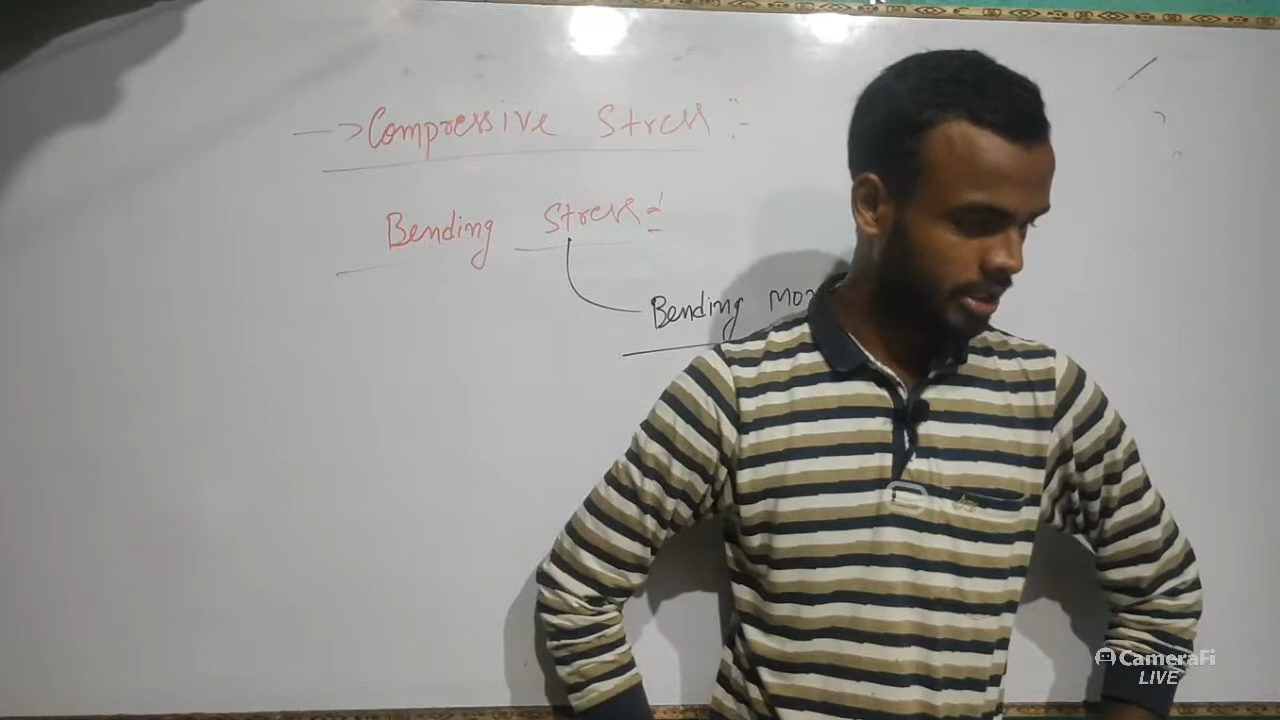 —> Compressive Stress :-
Bending Stress :-
Bending
CameraFi
LIVE